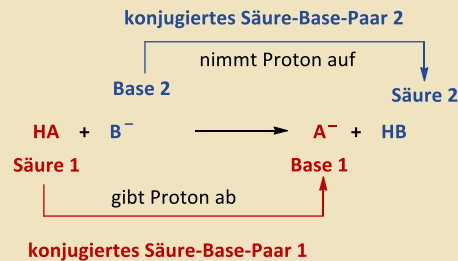 konjugiertes Säure-Base-Paar 2
nimmt Proton auf
Base 2
Säure 2
HA + B⁻ A⁻ + HB
Säure 1 Base 1
gibt Proton ab
konjugiertes Säure-Base-Paar 1